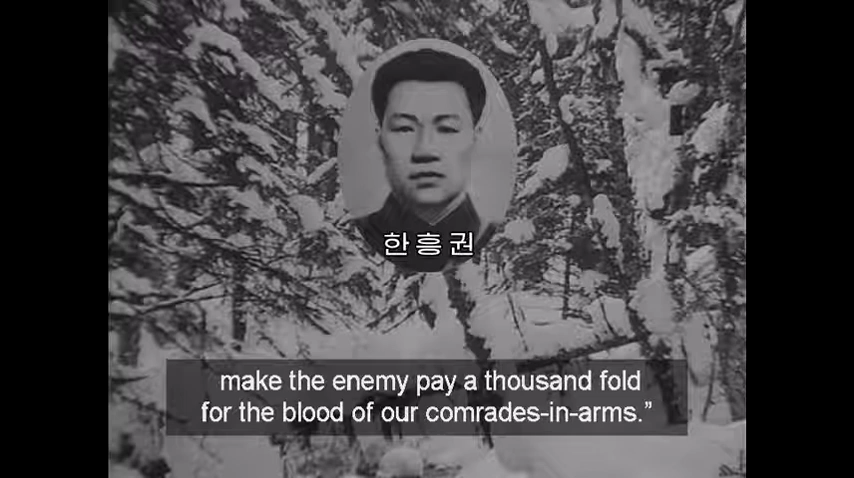 한흥권
make the enemy pay a thousand fold
for the blood of our comrades-in-arms.”